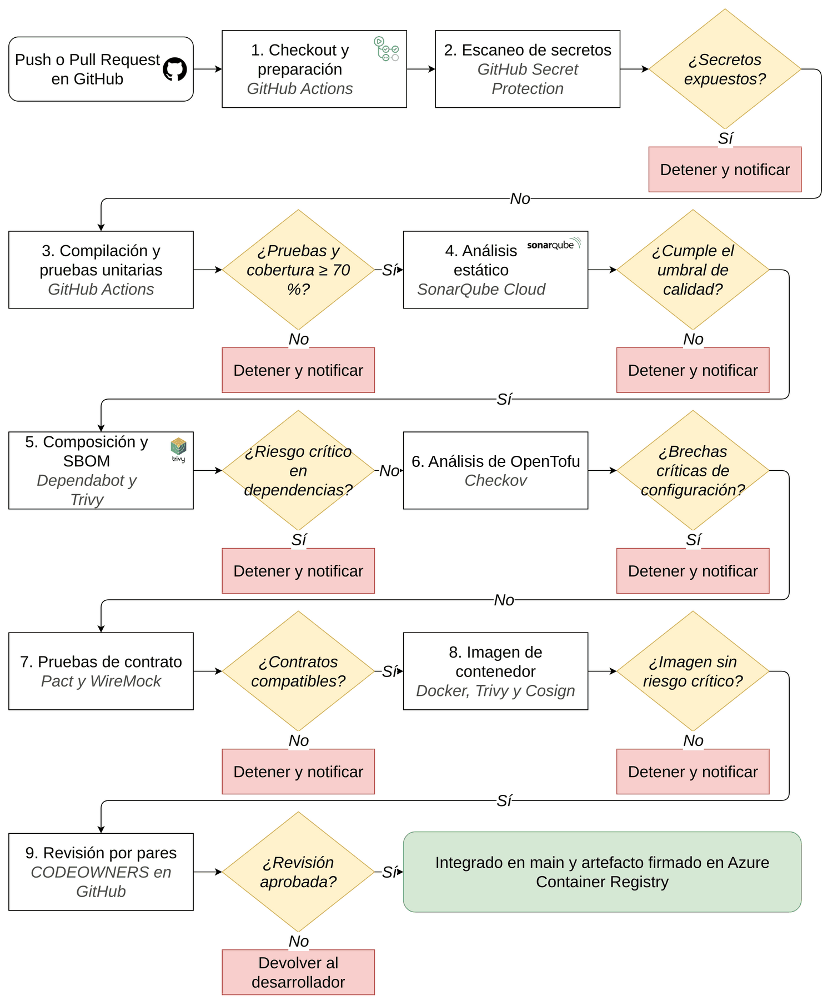 Push o Pull Request
en GitHub
1. Checkout y
preparación
GitHub Actions
2. Escaneo de secretos
GitHub Secret
Protection
¿Secretos
expuestos?
Sí
Detener y notificar
No
3. Compilación y
pruebas unitarias
GitHub Actions
¿Pruebas y
cobertura ≥ 70
%?
Sí
4. Análisis
estático
SonarQube Cloud
sonarqube
¿Cumple el
umbral de
calidad?
No
Detener y notificar
No
Detener y notificar
Sí
5. Composición y
SBOM
Dependabot y
Trivy
trivy
¿Riesgo crítico
en
dependencias?
No
6. Análisis de OpenTofu
Checkov
¿Brechas
críticas de
configuración?
Sí
Detener y notificar
Sí
Detener y notificar
No
7. Pruebas de contrato
Pact y WireMock
¿Contratos
compatibles?
Sí
8. Imagen de
contenedor
Docker, Trivy y Cosign
¿Imagen sin
riesgo crítico?
No
Detener y notificar
No
Detener y notificar
Sí
9. Revisión por pares
CODEOWNERS en
GitHub
¿Revisión
aprobada?
Sí
Integrado en main y artefacto firmado en Azure
Container Registry
No
Devolver al
desarrollador